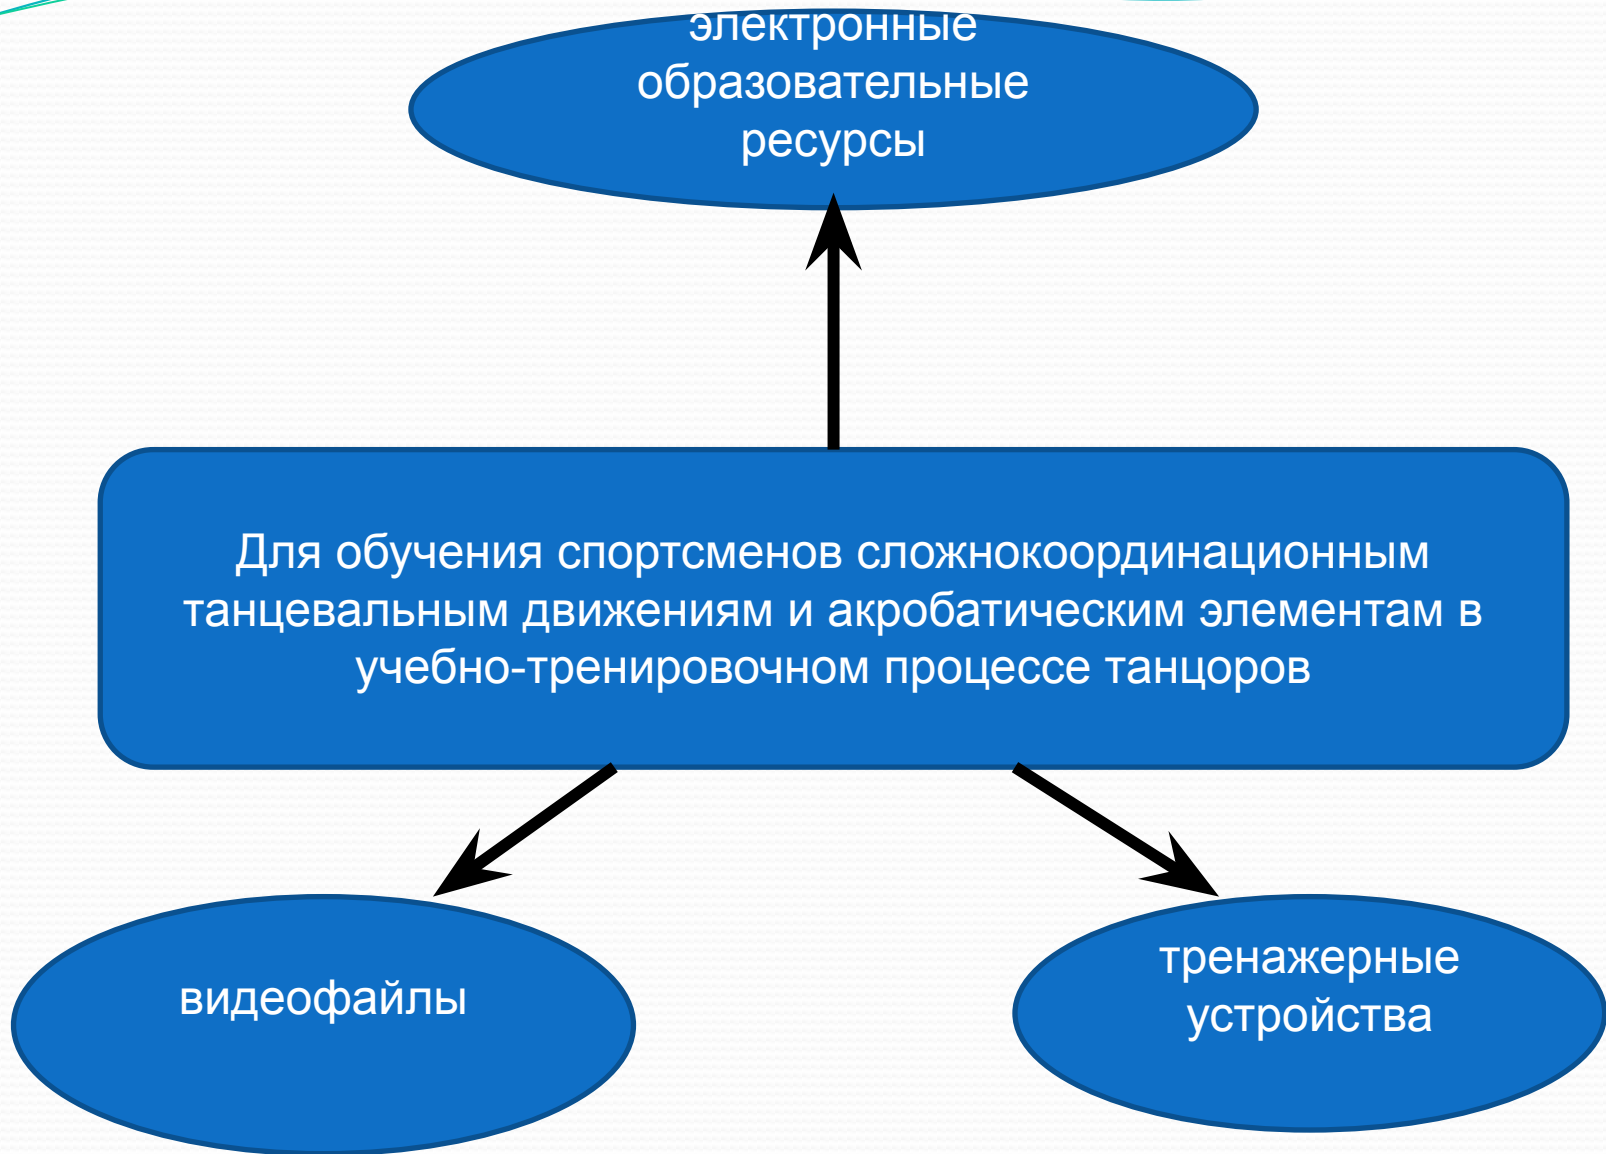 электронные
образовательные
ресурсы
Для обучения спортсменов сложнокоординационным
танцевальным движениям и акробатическим элементам в
учебно-тренировочном процессе танцоров
видеофайлы
тренажерные
устройства